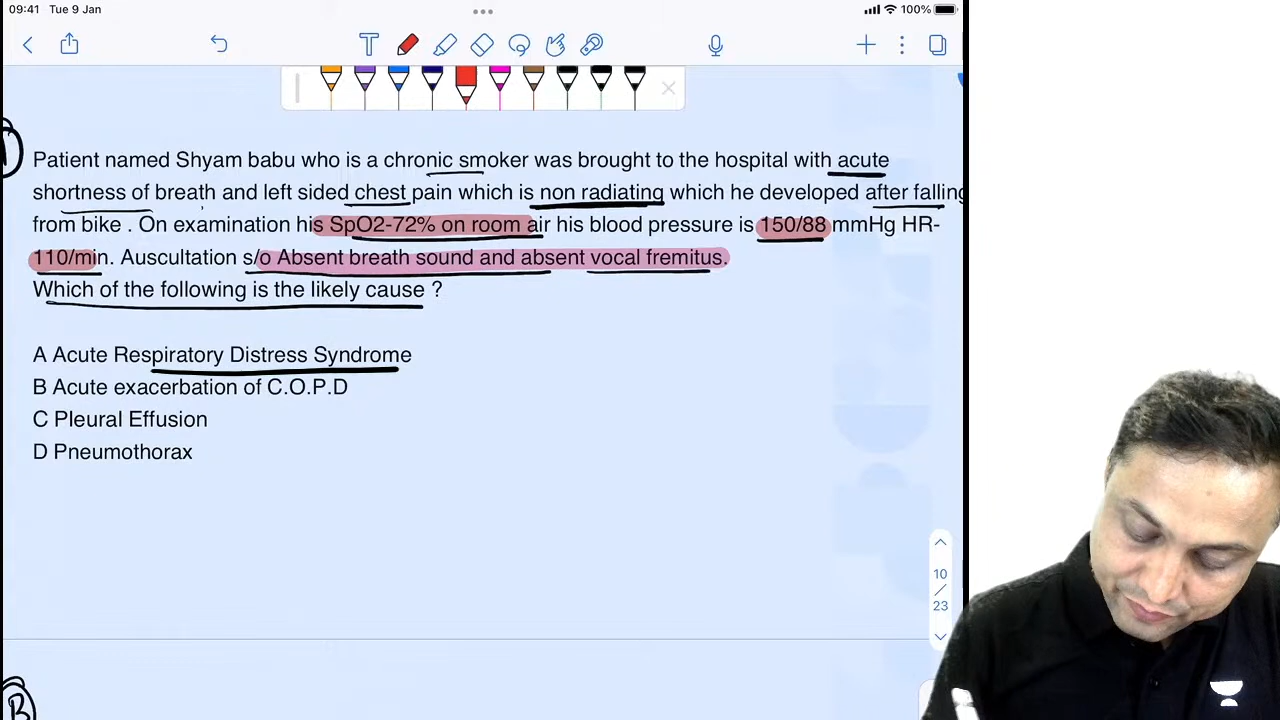 09:41 Tue 9 Jan
100%
T
Patient named Shyam babu who is a chronic smoker was brought to the hospital with acute
shortness of breath and left sided chest pain which is non radiating which he developed after falling
from bike . On examination his SpO2-72% on room air his blood pressure is 150/88 mmHg HR-
110/min. Auscultation s/o Absent breath sound and absent vocal fremitus.
Which of the following is the likely cause ?
A Acute Respiratory Distress Syndrome
B Acute exacerbation of C.O.P.D
C Pleural Effusion
D Pneumothorax
10
/
23
B